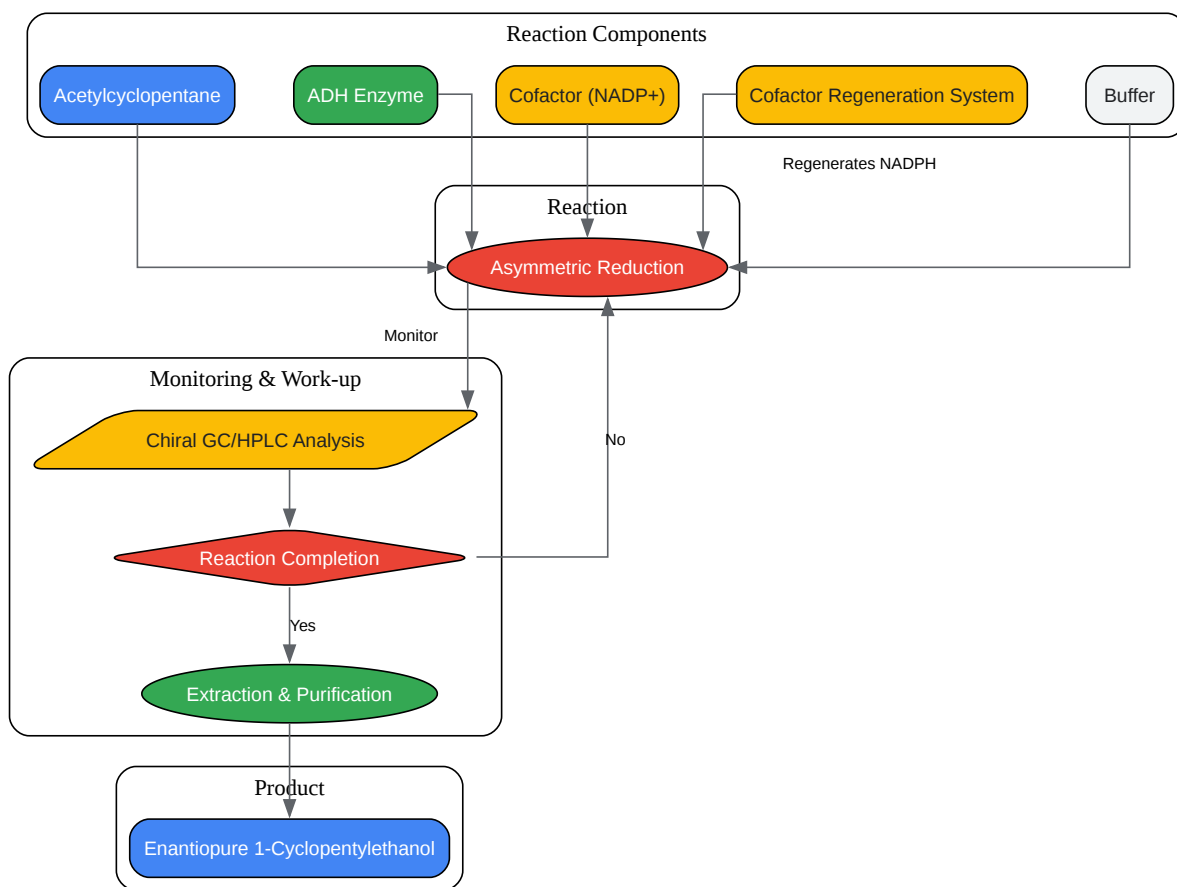 Reaction Components
Acetylcyclopentane
ADH Enzyme
Cofactor (NADP+)
Cofactor Regeneration System
Buffer
Regenerates NADPH
Reaction
Asymmetric Reduction
Monitor
Monitoring & Work-up
Chiral GC/HPLC Analysis
No
Reaction Completion
Yes
Extraction & Purification
Product
Enantiopure 1-Cyclopentylethanol